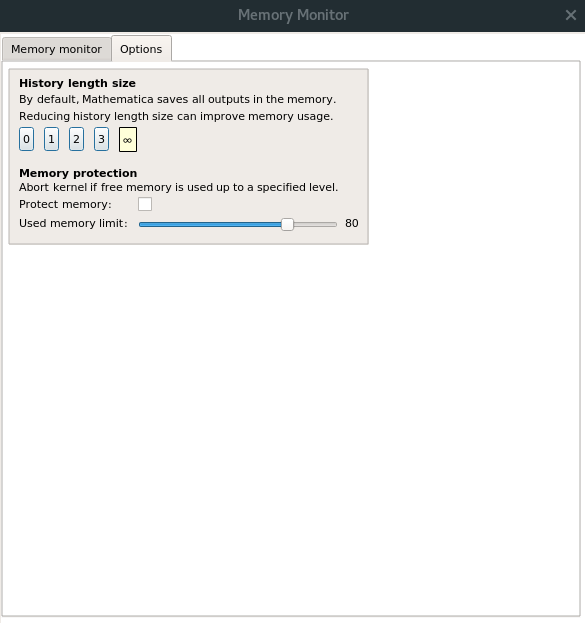 Memory Monitor ×
Memory monitor Options
History length size
By default, Mathematica saves all outputs in the memory.
Reducing history length size can improve memory usage.
0 1 2 3 ∞
Memory protection
Abort kernel if free memory is used up to a specified level.
Protect memory:
Used memory limit: 80